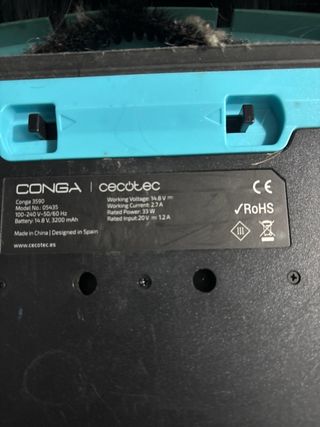 CONGA | cecotec
Conga 3590
Model No.: 05435
100-240 V~50/60 Hz
Battery: 14.8 V, 3200 mAh
Made in China | Designed in Spain
www.cecotec.es
Working Voltage: 14.8 V
Working Current: 2.7 A
Rated Power: 33 W
Rated Input: 20 V ⎓ 1.2 A
CE
✓RoHS
III